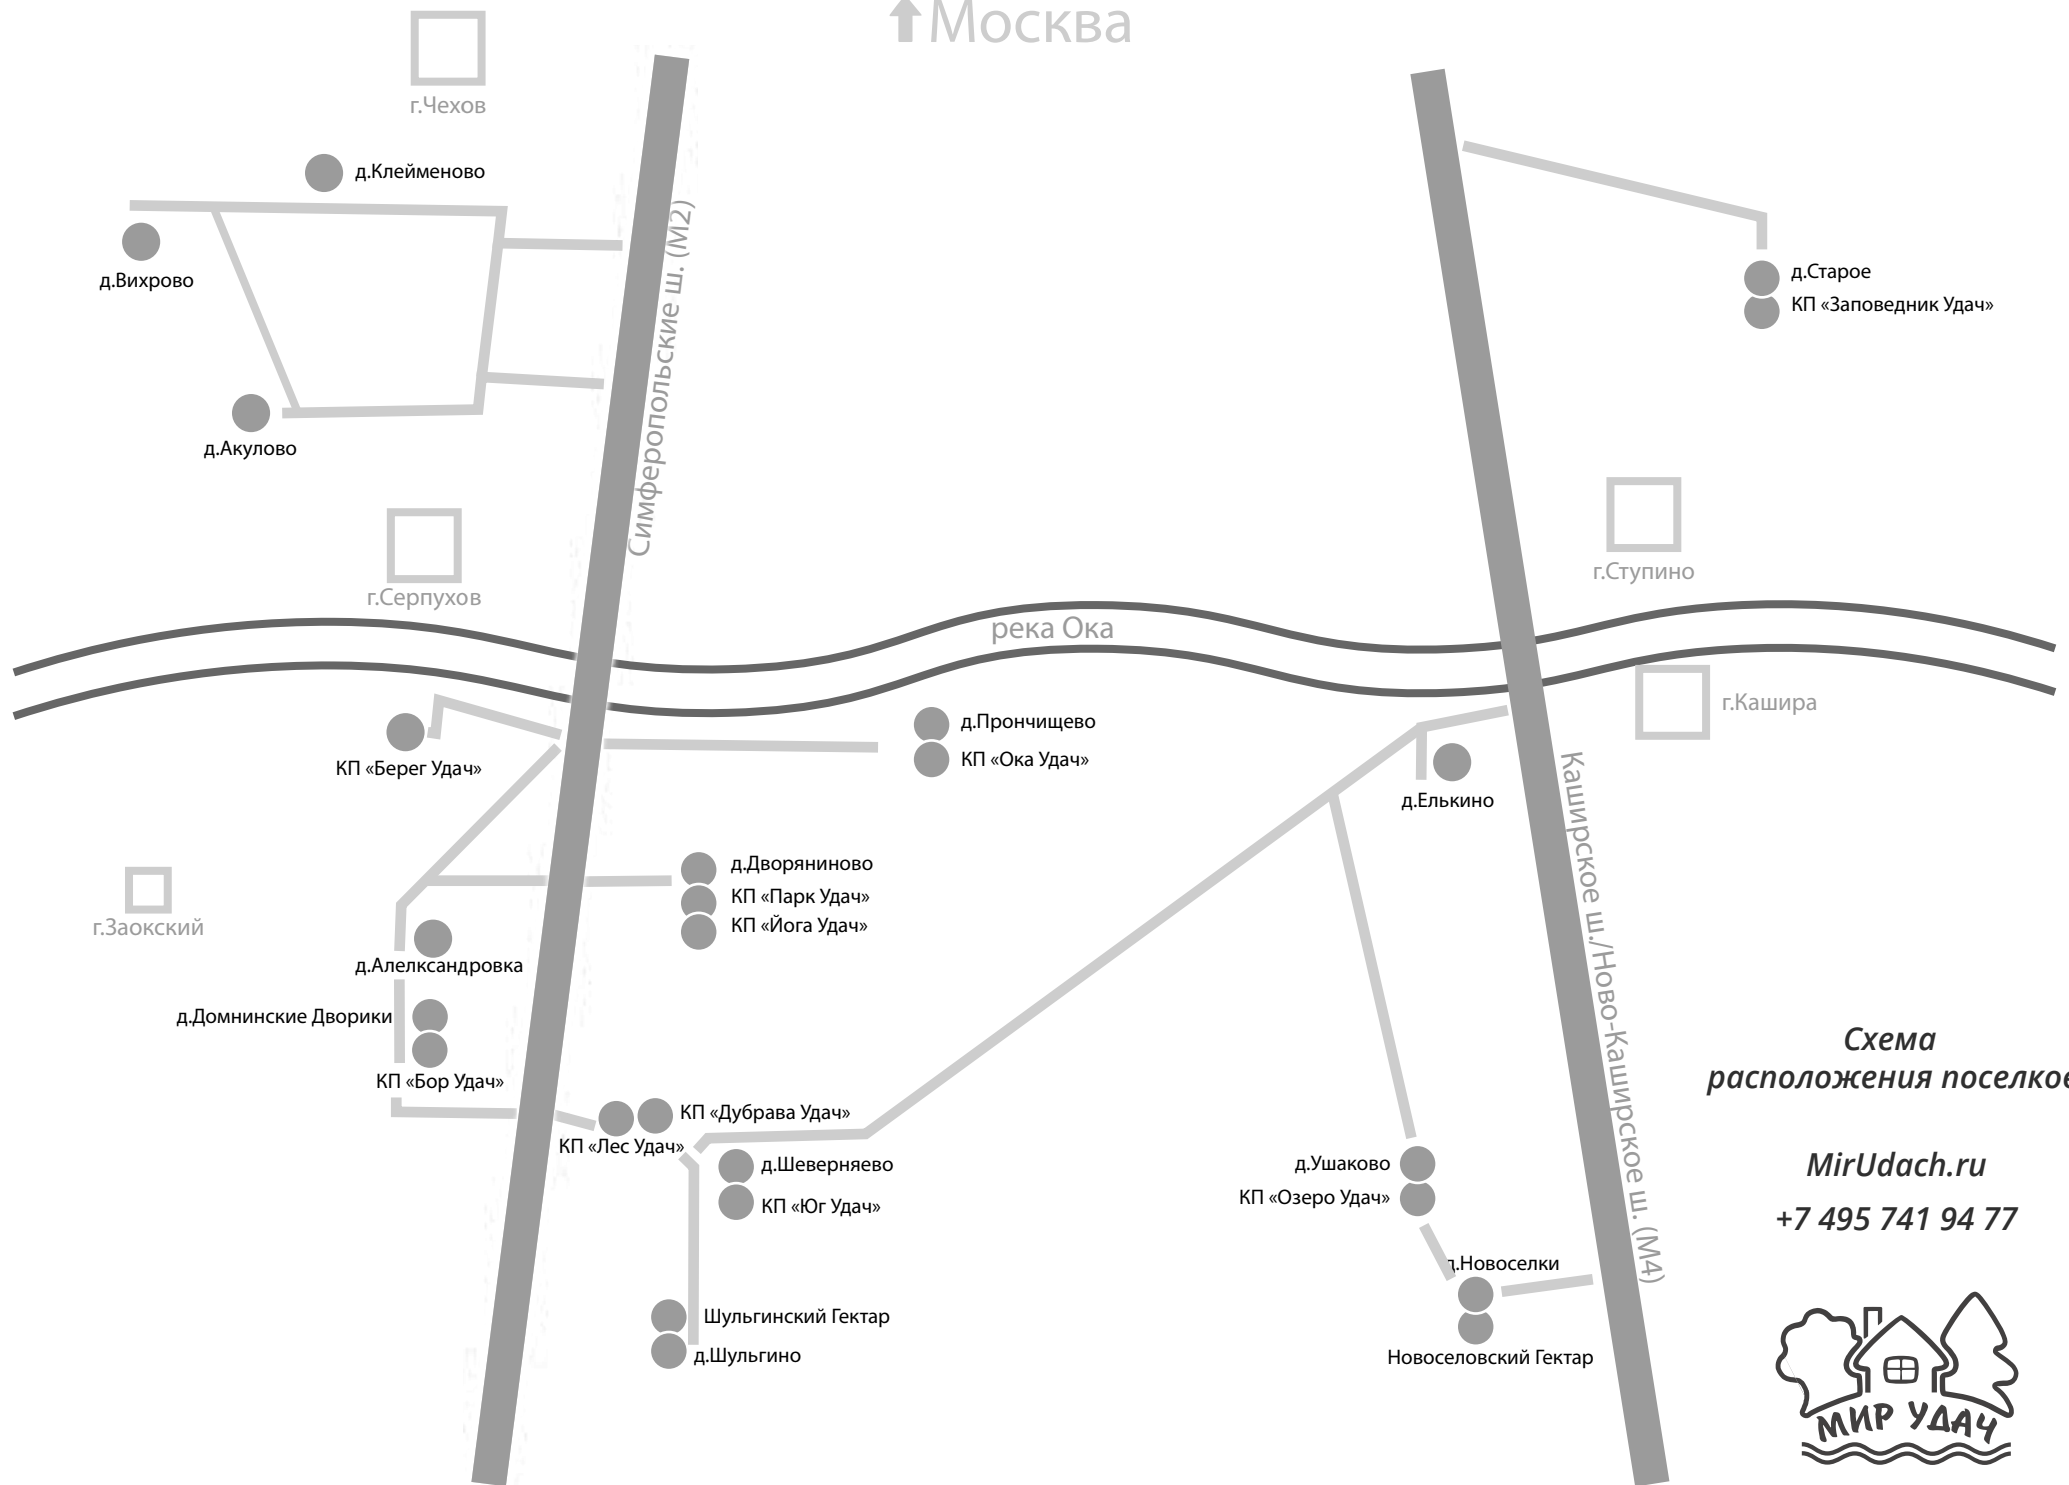 Москва
г.Чехов
д.Клейменово
д.Вихрово
д.Акулово
Симферопольские ш. (М2)
д.Старое
КП «Заповедник Удач»
г.Серпухов
г.Ступино
река Ока
г.Кашира
КП «Берег Удач»
д.Прончищево
КП «Ока Удач»
д.Елькино
Каширское ш./Ново-Каширское ш. (М4)
г.Заокский
д.Дворяниново
КП «Парк Удач»
КП «Йога Удач»
д.Алелксандровка
д.Домнинские Дворики
КП «Бор Удач»
КП «Дубрава Удач»
КП «Лес Удач»
д.Шеверняево
КП «Юг Удач»
д.Ушаково
КП «Озеро Удач»
д.Новоселки
Новоселовский Гектар
Шульгинский Гектар
д.Шульгино
Схема
расположения поселков
MirUdach.ru
+7 495 741 94 77
МИР УДАЧ